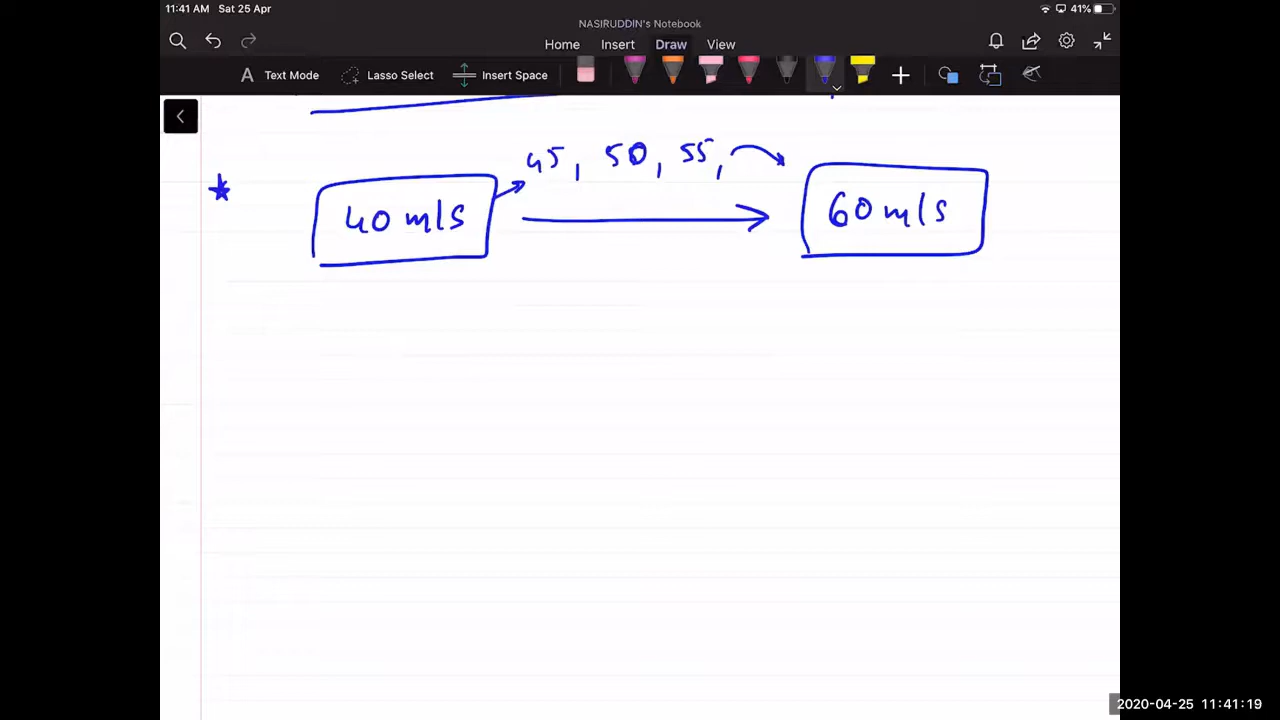 11:41 AM Sat 25 Apr
41%
NASIRUDDIN's Notebook
Home Insert Draw View
A Text Mode Lasso Select Insert Space
45, 50, 55,
40 m/s 60 m/s
2020-04-25 11:41:19